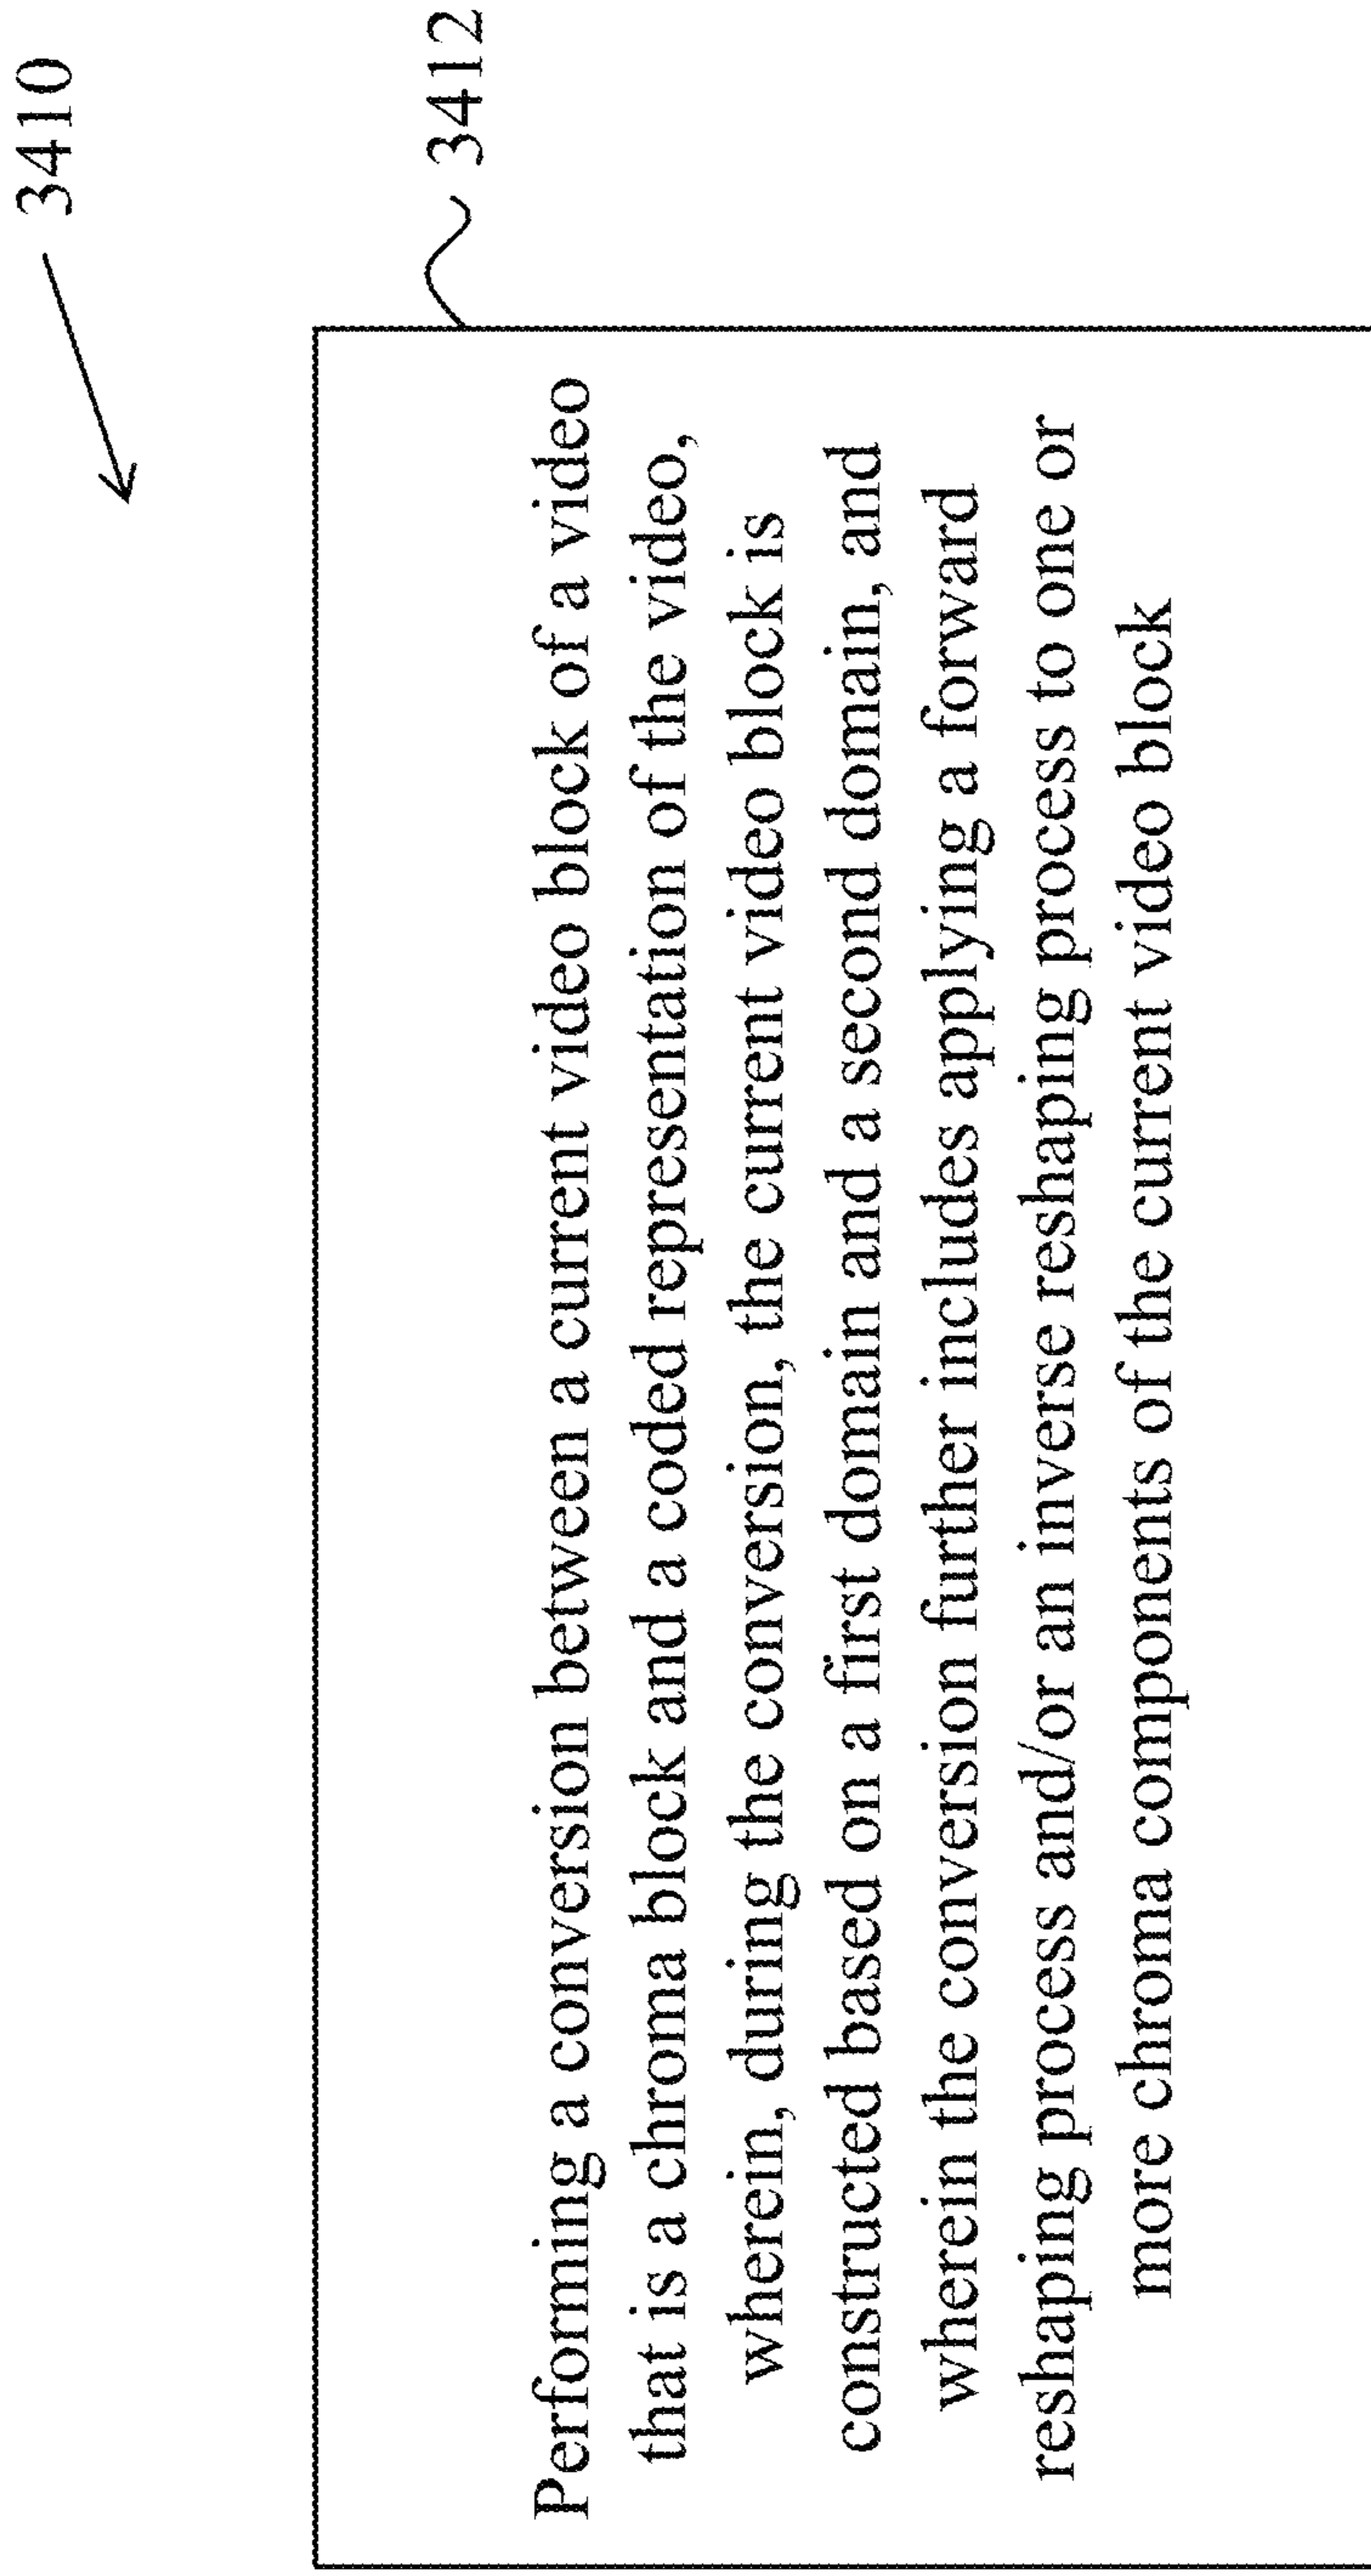 3410
3412
Performing a conversion between a current video block of a video
that is a chroma block and a coded representation of the video,
wherein, during the conversion, the current video block is
constructed based on a first domain and a second domain, and
wherein the conversion further includes applying a forward
reshaping process and/or an inverse reshaping process to one or
more chroma components of the current video block